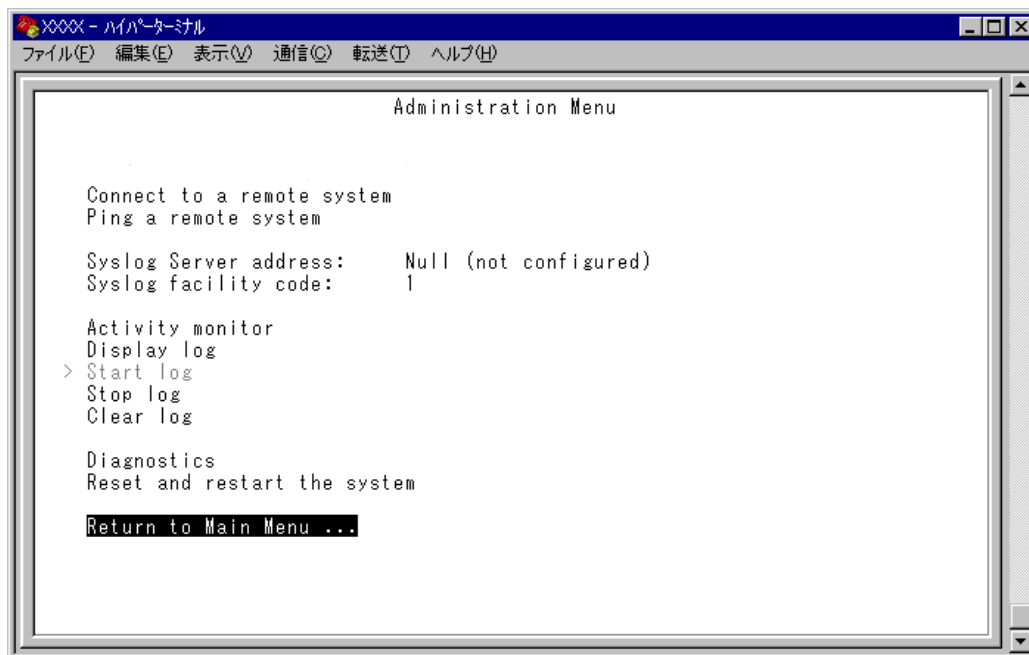 XXXX - ハイパーターミナル
ファイル(F) 編集(E) 表示(V) 通信(C) 転送(T) ヘルプ(H)
Administration Menu
Connect to a remote system
Ping a remote system
Syslog Server address: Null (not configured)
Syslog facility code: 1
Activity monitor
Display log
> Start log
Stop log
Clear log
Diagnostics
Reset and restart the system
Return to Main Menu ...